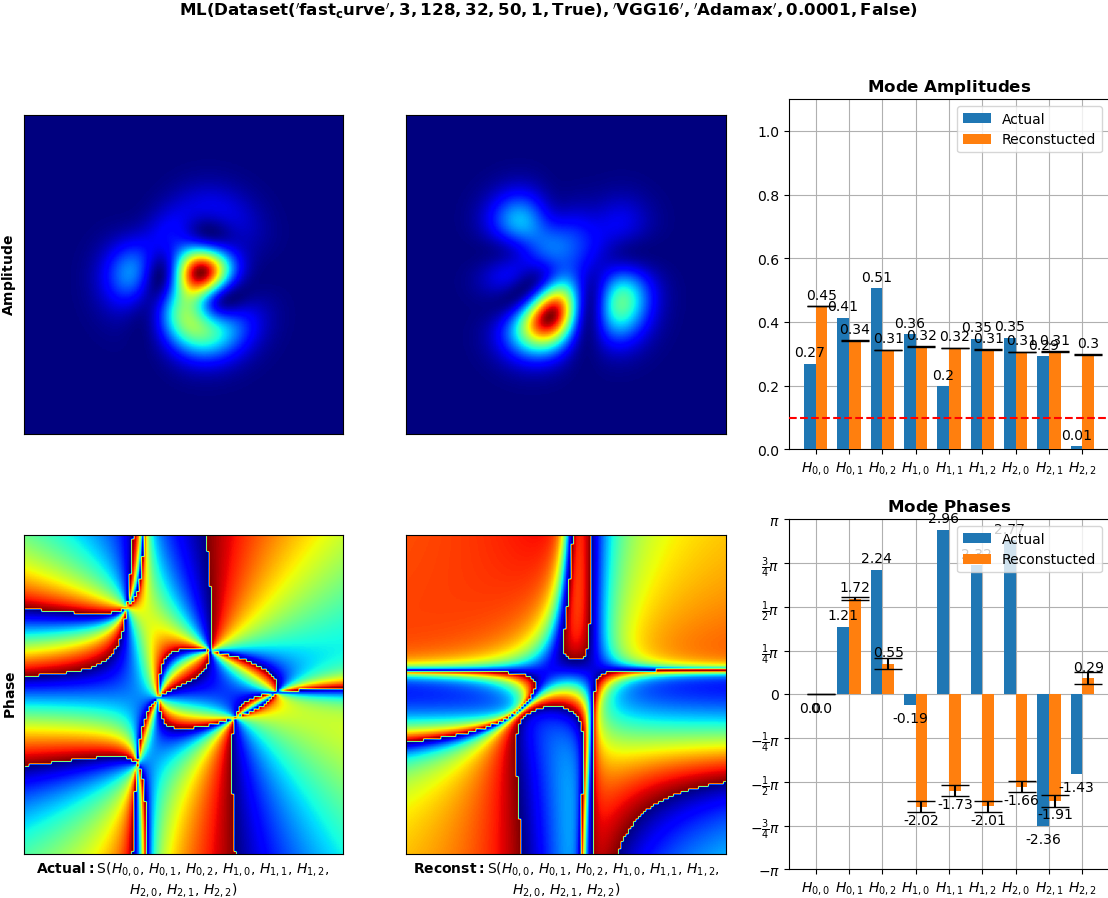 ML(Dataset('fast_curve', 3, 128, 32, 50, 1, True), 'VGG16', 'Adamax', 0.0001, False)
Amplitude
Mode Amplitudes
Actual
Reconstucted
1.0
0.8
0.6
0.4
0.2
0.0
0.27 0.41 0.51 0.36 0.2 0.35 0.35 0.29 0.01
0.45 0.34 0.31 0.32 0.32 0.31 0.31 0.31 0.3
H0,0 H0,1 H0,2 H1,0 H1,1 H1,2 H2,0 H2,1 H2,2
Phase
Actual: S(H0,0, H0,1, H0,2, H1,0, H1,1, H1,2,
H2,0, H2,1, H2,2)
Reconst: S(H0,0, H0,1, H0,2, H1,0, H1,1, H1,2,
H2,0, H2,1, H2,2)
Mode Phases
Actual
Reconstucted
π
3/4π
1/2π
1/4π
0
−1/4π
−1/2π
−3/4π
−π
0.0 1.21 2.24 -0.19 2.96 2.77 -2.36 -1.43
0.0 1.72 0.55 -2.02 -1.73 -2.01 -1.66 -1.91 0.29
H0,0 H0,1 H0,2 H1,0 H1,1 H1,2 H2,0 H2,1 H2,2